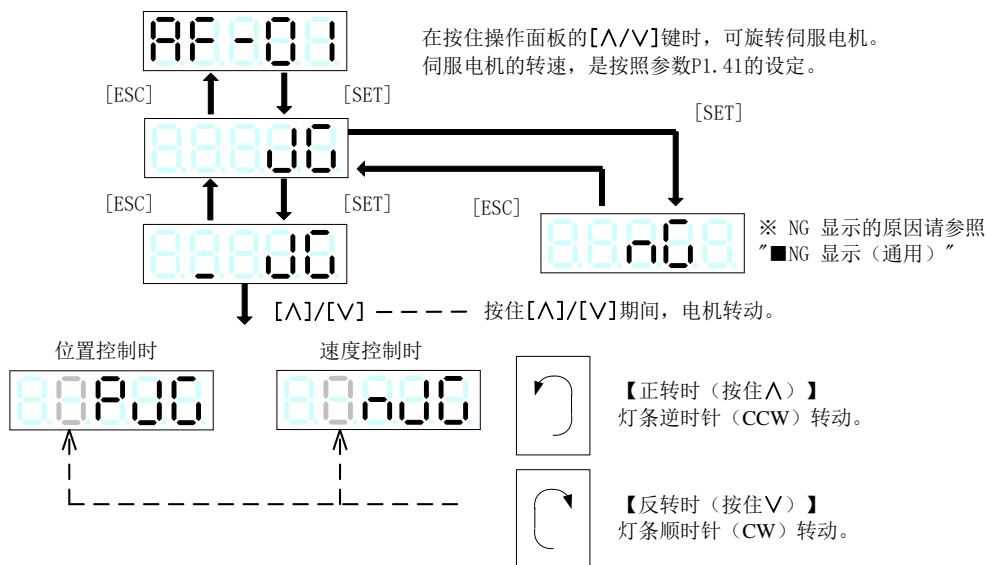 AF-01
在按住操作面板的[∧/∨]键时，可旋转伺服电机。
伺服电机的转速，是按照参数P1.41的设定。
[ESC]
[SET]
[SET]
JG
[ESC]
[SET]
[ESC]
_ JG
nG
※ NG 显示的原因请参照
"■NG 显示（通用）"
[∧]/[∨] ————— 按住[∧]/[∨]期间，电机转动。
位置控制时
速度控制时
PJG
nJG
【正转时（按住∧）】
灯条逆时针（CCW）转动。
【反转时（按住∨）】
灯条顺时针（CW）转动。